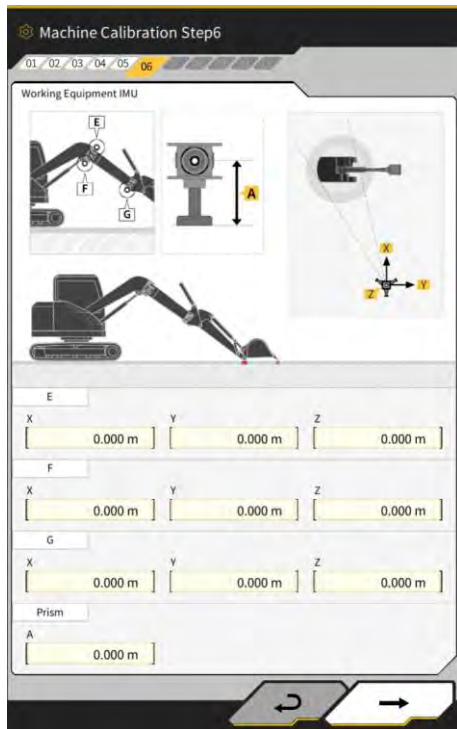 Machine Calibration Step6
01 02 03 04 05 06
Working Equipment IMU
E
F
G
A
X
Z Y
E
X Y Z
[ 0.000 m ] [ 0.000 m ] [ 0.000 m ]
F
X Y Z
[ 0.000 m ] [ 0.000 m ] [ 0.000 m ]
G
X Y Z
[ 0.000 m ] [ 0.000 m ] [ 0.000 m ]
Prism
A
[ 0.000 m ]